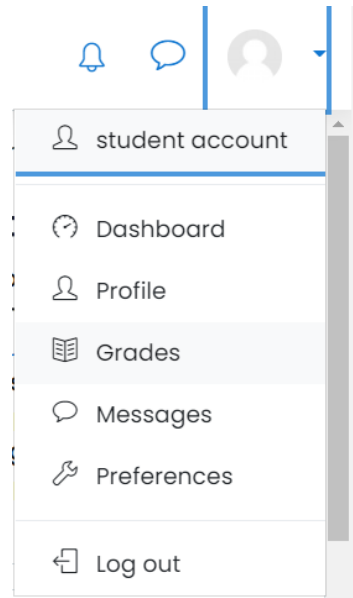 student account
Dashboard
Profile
Grades
Messages
Preferences
Log out